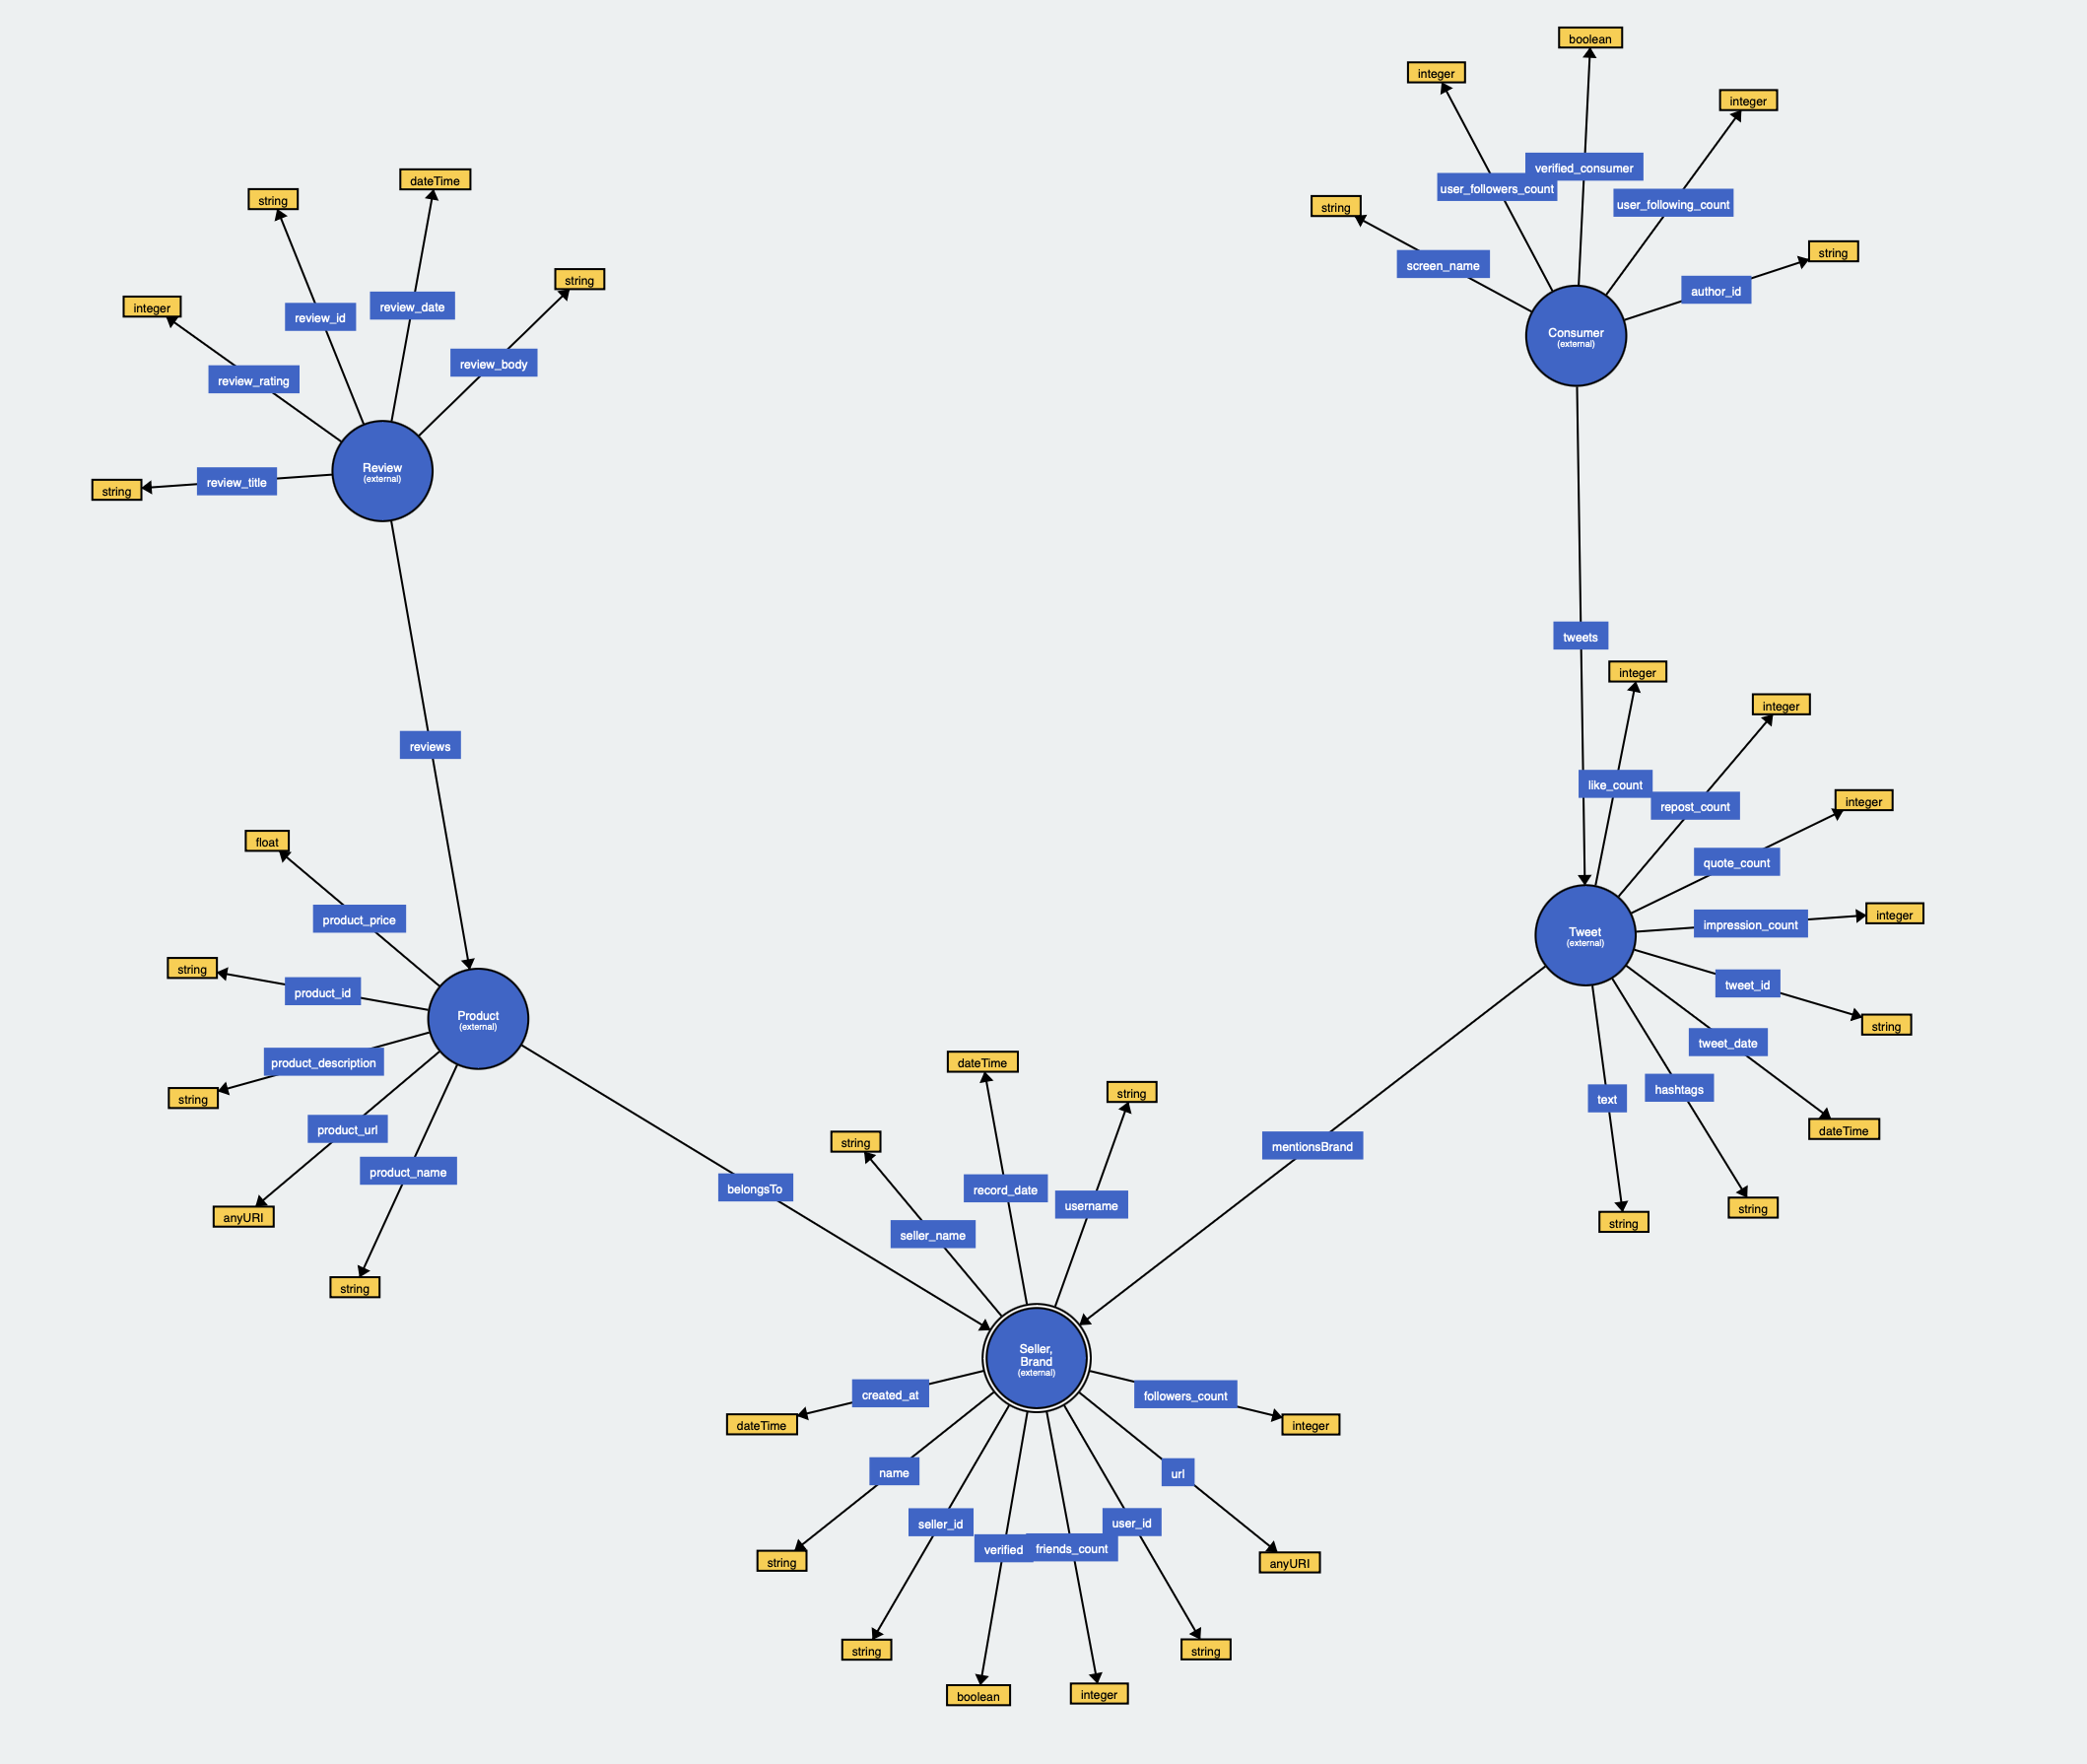 boolean
integer
integer
verified_consumer
user_followers_count
user_following_count
string
screen_name
string
author_id
Consumer
(external)
dateTime
string
string
integer
review_id
review_date
review_body
review_rating
Review
(external)
review_title
string
tweets
integer
integer
reviews
like_count
repost_count
integer
quote_count
float
product_price
impression_count
integer
Tweet
(external)
string
product_id
tweet_id
string
Product
(external)
product_description
string
tweet_date
hashtags
text
dateTime
string
string
product_url
product_name
anyURI
string
belongsTo
mentionsBrand
dateTime
string
string
record_date
username
seller_name
Seller,
Brand
(external)
created_at
dateTime
followers_count
integer
name
string
url
anyURI
seller_id
string
verified
boolean
friends_count
integer
user_id
string